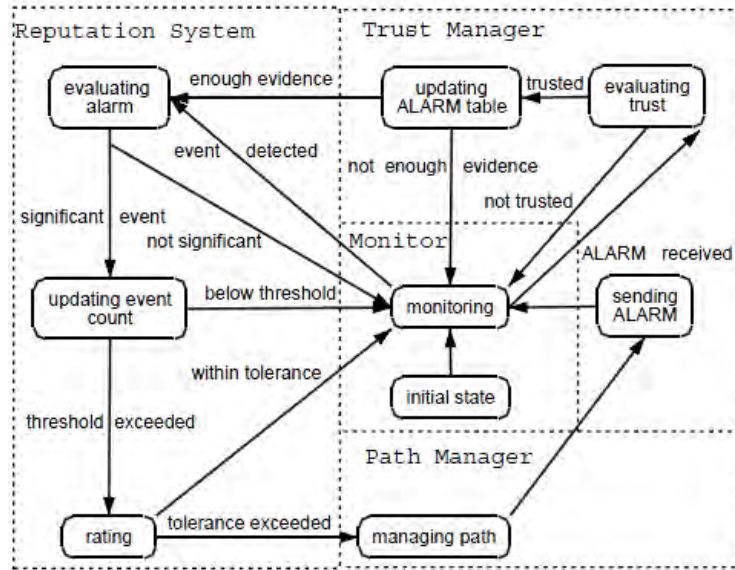 Reputation System
Trust Manager
evaluating
alarm
enough evidence
updating
ALARM table
trusted
evaluating
trust
event detected
not enough evidence
significant event
not significant
not trusted
Monitor
ALARM received
updating event
count
below threshold
monitoring
sending
ALARM
within tolerance
initial state
threshold exceeded
Path Manager
rating
tolerance exceeded
managing path